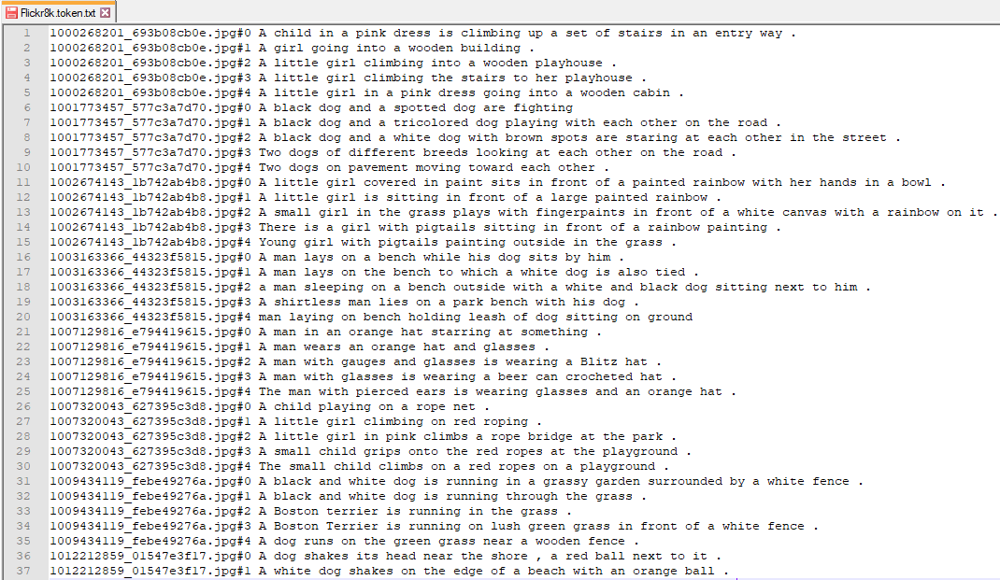 Flickr8k.token.txt
1 1000268201_693b08cb0e.jpg#0 A child in a pink dress is climbing up a set of stairs in an entry way .
2 1000268201_693b08cb0e.jpg#1 A girl going into a wooden building .
3 1000268201_693b08cb0e.jpg#2 A little girl climbing into a wooden playhouse .
4 1000268201_693b08cb0e.jpg#3 A little girl climbing the stairs to her playhouse .
5 1000268201_693b08cb0e.jpg#4 A little girl in a pink dress going into a wooden cabin .
6 1001773457_577c3a7d70.jpg#0 A black dog and a spotted dog are fighting
7 1001773457_577c3a7d70.jpg#1 A black dog and a tricolored dog playing with each other on the road .
8 1001773457_577c3a7d70.jpg#2 A black dog and a white dog with brown spots are staring at each other in the street .
9 1001773457_577c3a7d70.jpg#3 Two dogs of different breeds looking at each other on the road .
10 1001773457_577c3a7d70.jpg#4 Two dogs on pavement moving toward each other .
11 1002674143_1b742ab4b8.jpg#0 A little girl covered in paint sits in front of a painted rainbow with her hands in a bowl .
12 1002674143_1b742ab4b8.jpg#1 A little girl is sitting in front of a large painted rainbow .
13 1002674143_1b742ab4b8.jpg#2 A small girl in the grass plays with fingerpaints in front of a white canvas with a rainbow on it .
14 1002674143_1b742ab4b8.jpg#3 There is a girl with pigtails sitting in front of a rainbow painting .
15 1002674143_1b742ab4b8.jpg#4 Young girl with pigtails painting outside in the grass .
16 1003163366_44323f5815.jpg#0 A man lays on a bench while his dog sits by him .
17 1003163366_44323f5815.jpg#1 A man lays on the bench to which a white dog is also tied .
18 1003163366_44323f5815.jpg#2 a man sleeping on a bench outside with a white and black dog sitting next to him .
19 1003163366_44323f5815.jpg#3 A shirtless man lies on a park bench with his dog .
20 1003163366_44323f5815.jpg#4 man laying on bench holding leash of dog sitting on ground
21 1007129816_e794419615.jpg#0 A man in an orange hat starring at something .
22 1007129816_e794419615.jpg#1 A man wears an orange hat and glasses .
23 1007129816_e794419615.jpg#2 A man with gauges and glasses is wearing a Blitz hat .
24 1007129816_e794419615.jpg#3 A man with glasses is wearing a beer can crocheted hat .
25 1007129816_e794419615.jpg#4 The man with pierced ears is wearing glasses and an orange hat .
26 1007320043_627395c3d8.jpg#0 A child playing on a rope net .
27 1007320043_627395c3d8.jpg#1 A little girl climbing on red roping .
28 1007320043_627395c3d8.jpg#2 A little girl in pink climbs a rope bridge at the park .
29 1007320043_627395c3d8.jpg#3 A small child grips onto the red ropes at the playground .
30 1007320043_627395c3d8.jpg#4 The small child climbs on a red ropes on a playground .
31 1009434119_febe49276a.jpg#0 A black and white dog is running in a grassy garden surrounded by a white fence .
32 1009434119_febe49276a.jpg#1 A black and white dog is running through the grass .
33 1009434119_febe49276a.jpg#2 A Boston terrier is running in the grass .
34 1009434119_febe49276a.jpg#3 A Boston Terrier is running on lush green grass in front of a white fence .
35 1009434119_febe49276a.jpg#4 A dog runs on the green grass near a wooden fence .
36 1012212859_01547e3f17.jpg#0 A dog shakes its head near the shore , a red ball next to it .
37 1012212859_01547e3f17.jpg#1 A white dog shakes on the edge of a beach with an orange ball .